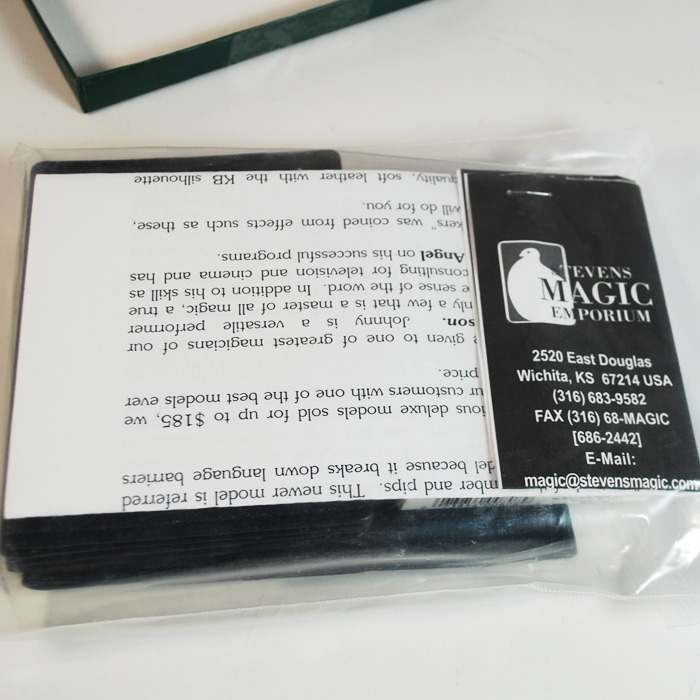 STEVENS
MAGIC
EMPORIUM
2520 East Douglas
Wichita, KS 67214 USA
(316) 683-9582
FAX (316) 68-MAGIC
[686-2442]
E-Mail:
magic@stevensmagic.com
mber and pips. This newer model is referred
del because it breaks down language barriers
ious deluxe models sold for up to $185, we
ur customers with one of the best models ever
price.
e given to one of greatest magicians of our
son. Johnny is a versatile performer
nly a few that is a master of all magic, a true
e sense of the word. In addition to his skill as
consulting for television and cinema and has
Angel on his successful programs.
kers" was coined from effects such as these,
will do for you.
quality, soft leather with the KB silhouette